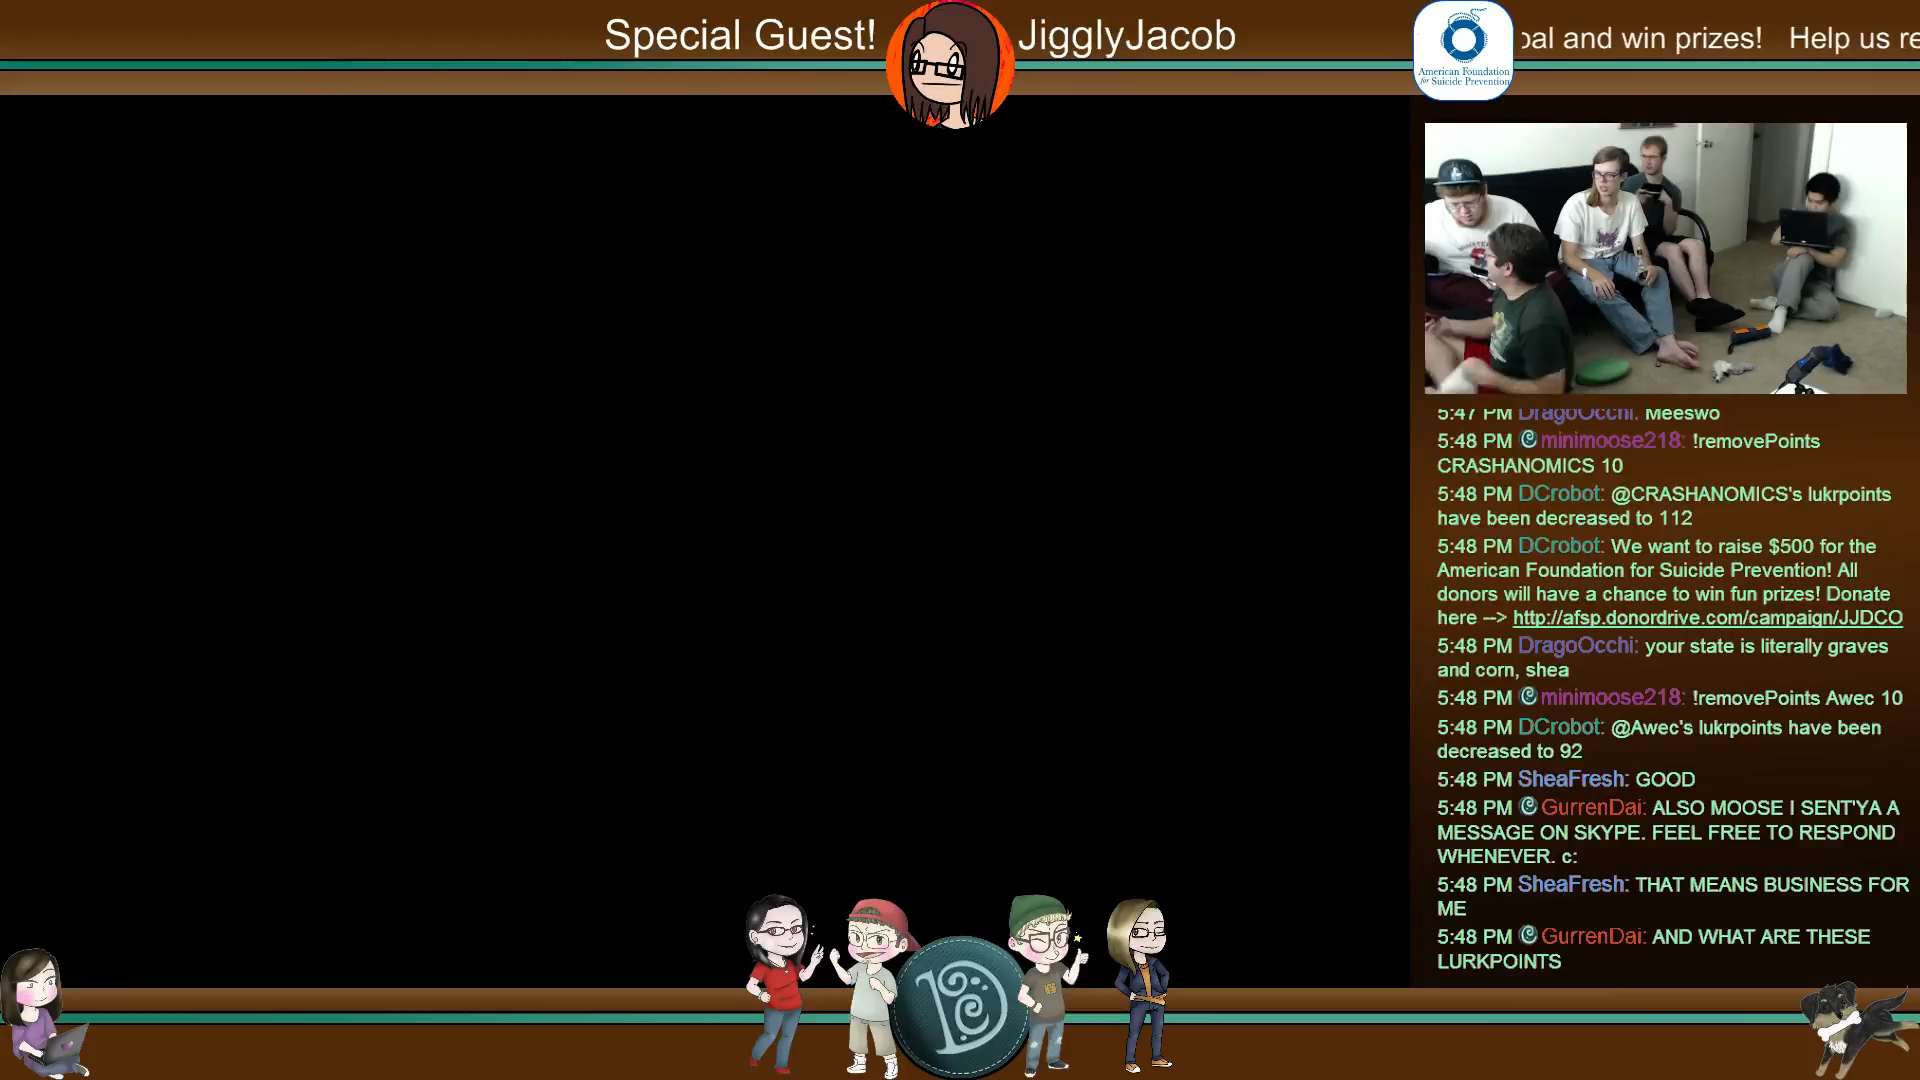 Special Guest! JigglyJacob
oal and win prizes! Help us re
American Foundation
for Suicide Prevention
5:47 PM DragoOcchi: Meeswo
5:48 PM minimoose218: !removePoints
CRASHANOMICS 10
5:48 PM DCrobot: @CRASHANOMICS's lukrpoints
have been decreased to 112
5:48 PM DCrobot: We want to raise $500 for the
American Foundation for Suicide Prevention! All
donors will have a chance to win fun prizes! Donate
here --> http://afsp.donordrive.com/campaign/JJDCO
5:48 PM DragoOcchi: your state is literally graves
and corn, shea
5:48 PM minimoose218: !removePoints Awec 10
5:48 PM DCrobot: @Awec's lukrpoints have been
decreased to 92
5:48 PM SheaFresh: GOOD
5:48 PM GurrenDai: ALSO MOOSE I SENT'YA A
MESSAGE ON SKYPE. FEEL FREE TO RESPOND
WHENEVER. c:
5:48 PM SheaFresh: THAT MEANS BUSINESS FOR
ME
5:48 PM GurrenDai: AND WHAT ARE THESE
LURKPOINTS